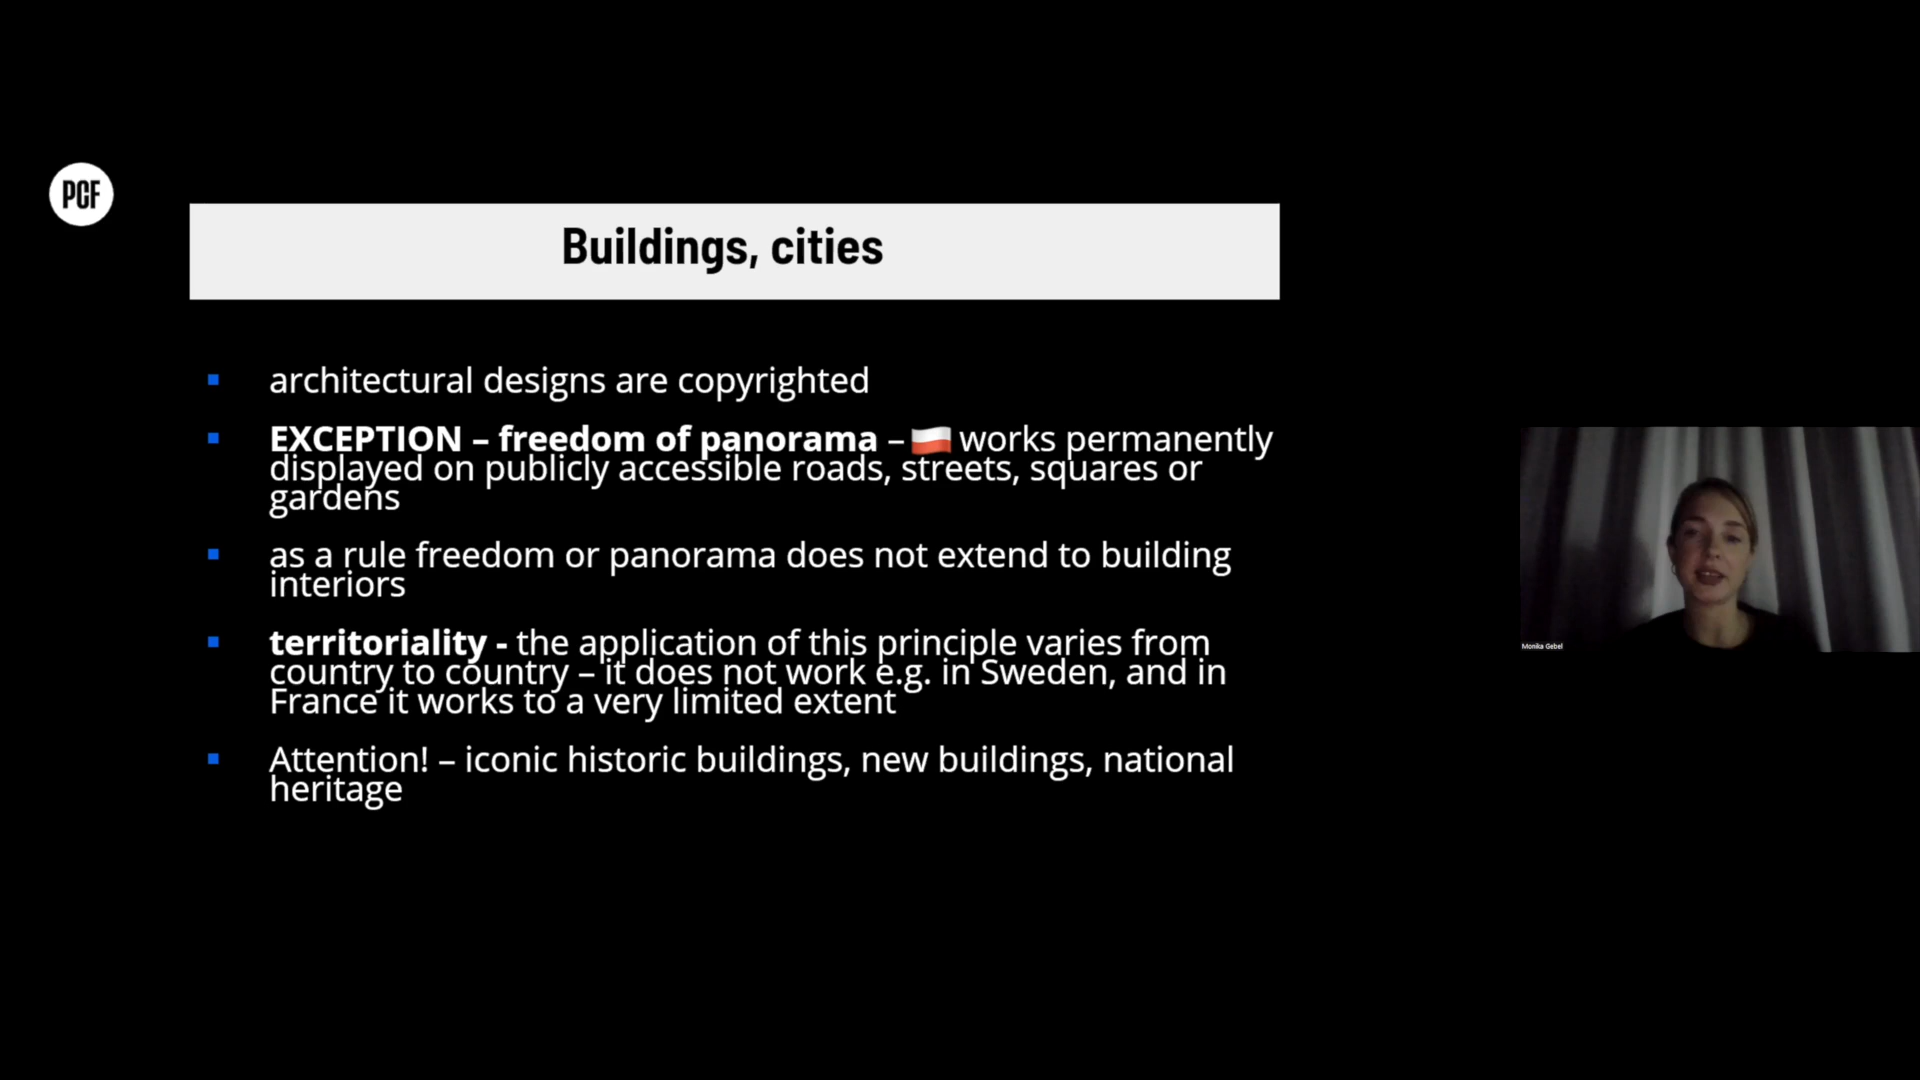 PCF
Buildings, cities
architectural designs are copyrighted
EXCEPTION – freedom of panorama – works permanently
displayed on publicly accessible roads, streets, squares or
gardens
as a rule freedom or panorama does not extend to building
interiors
territoriality - the application of this principle varies from
country to country – it does not work e.g. in Sweden, and in
France it works to a very limited extent
Attention! – iconic historic buildings, new buildings, national
heritage
Monika Gebel